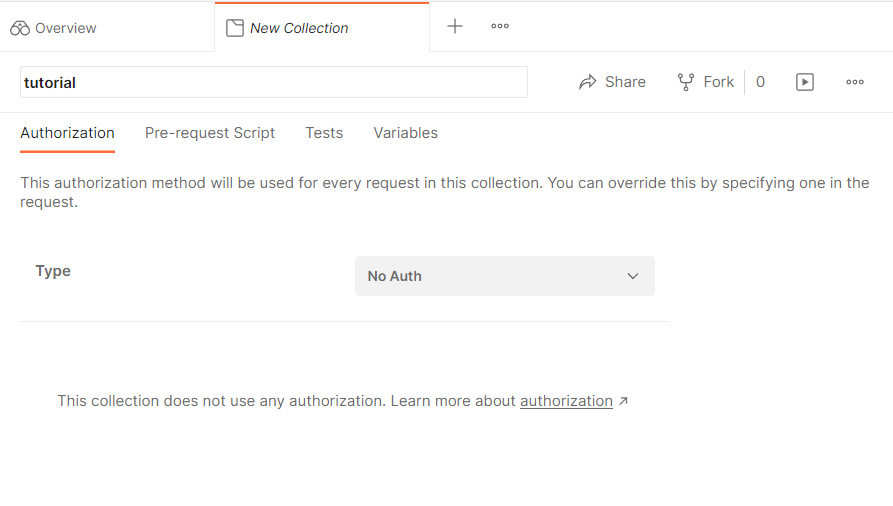 Overview
New Collection
tutorial
Share
Fork
0
Authorization
Pre-request Script
Tests
Variables
This authorization method will be used for every request in this collection. You can override this by specifying one in the
request.
Type
No Auth
This collection does not use any authorization. Learn more about authorization ↗